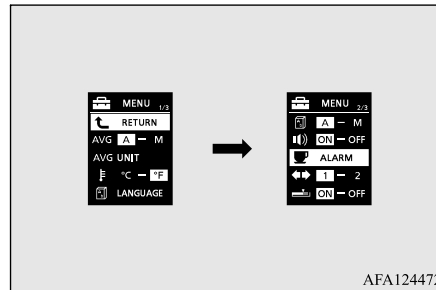 MENU 1/3
RETURN
AVG A – M
AVG UNIT
°C – °F
LANGUAGE
MENU 2/3
A – M
ON – OFF
ALARM
1 – 2
ON – OFF
AFA124472